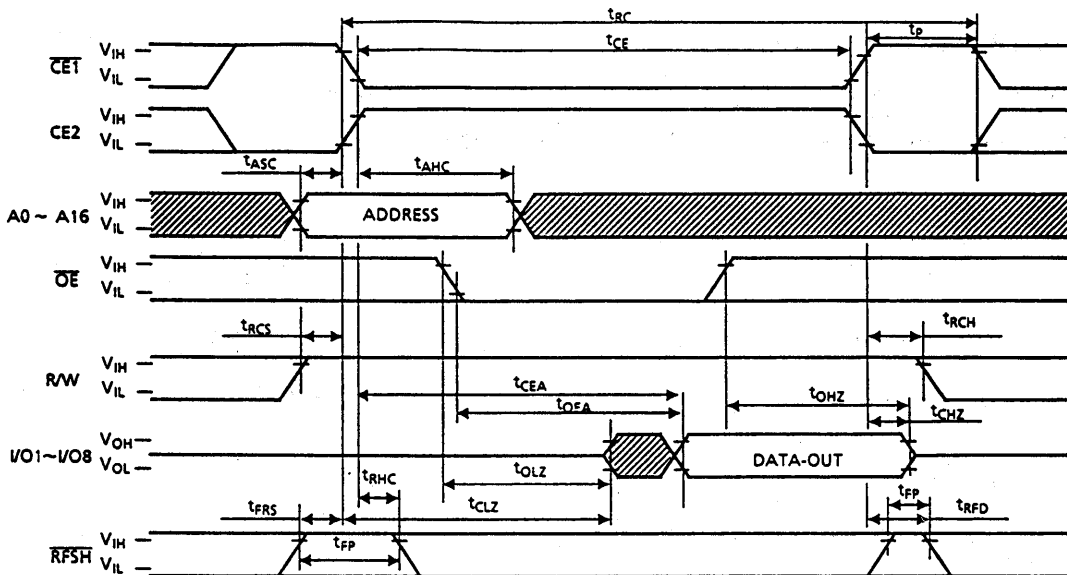 tRC
tCE
tP
CE1 VIH
VIL
CE2 VIH
VIL
tASC
tAHC
A0 ~ A16 VIH
VIL
ADDRESS
OE VIH
VIL
tRCS
tRCH
R/W VIH
VIL
tCEA
tOEA
tOHZ
tCHZ
I/O1~I/O8 VOH
VOL
DATA-OUT
tRHC
tOLZ
tFP
tFRS
tCLZ
tRFD
tFP
RFSH VIH
VIL